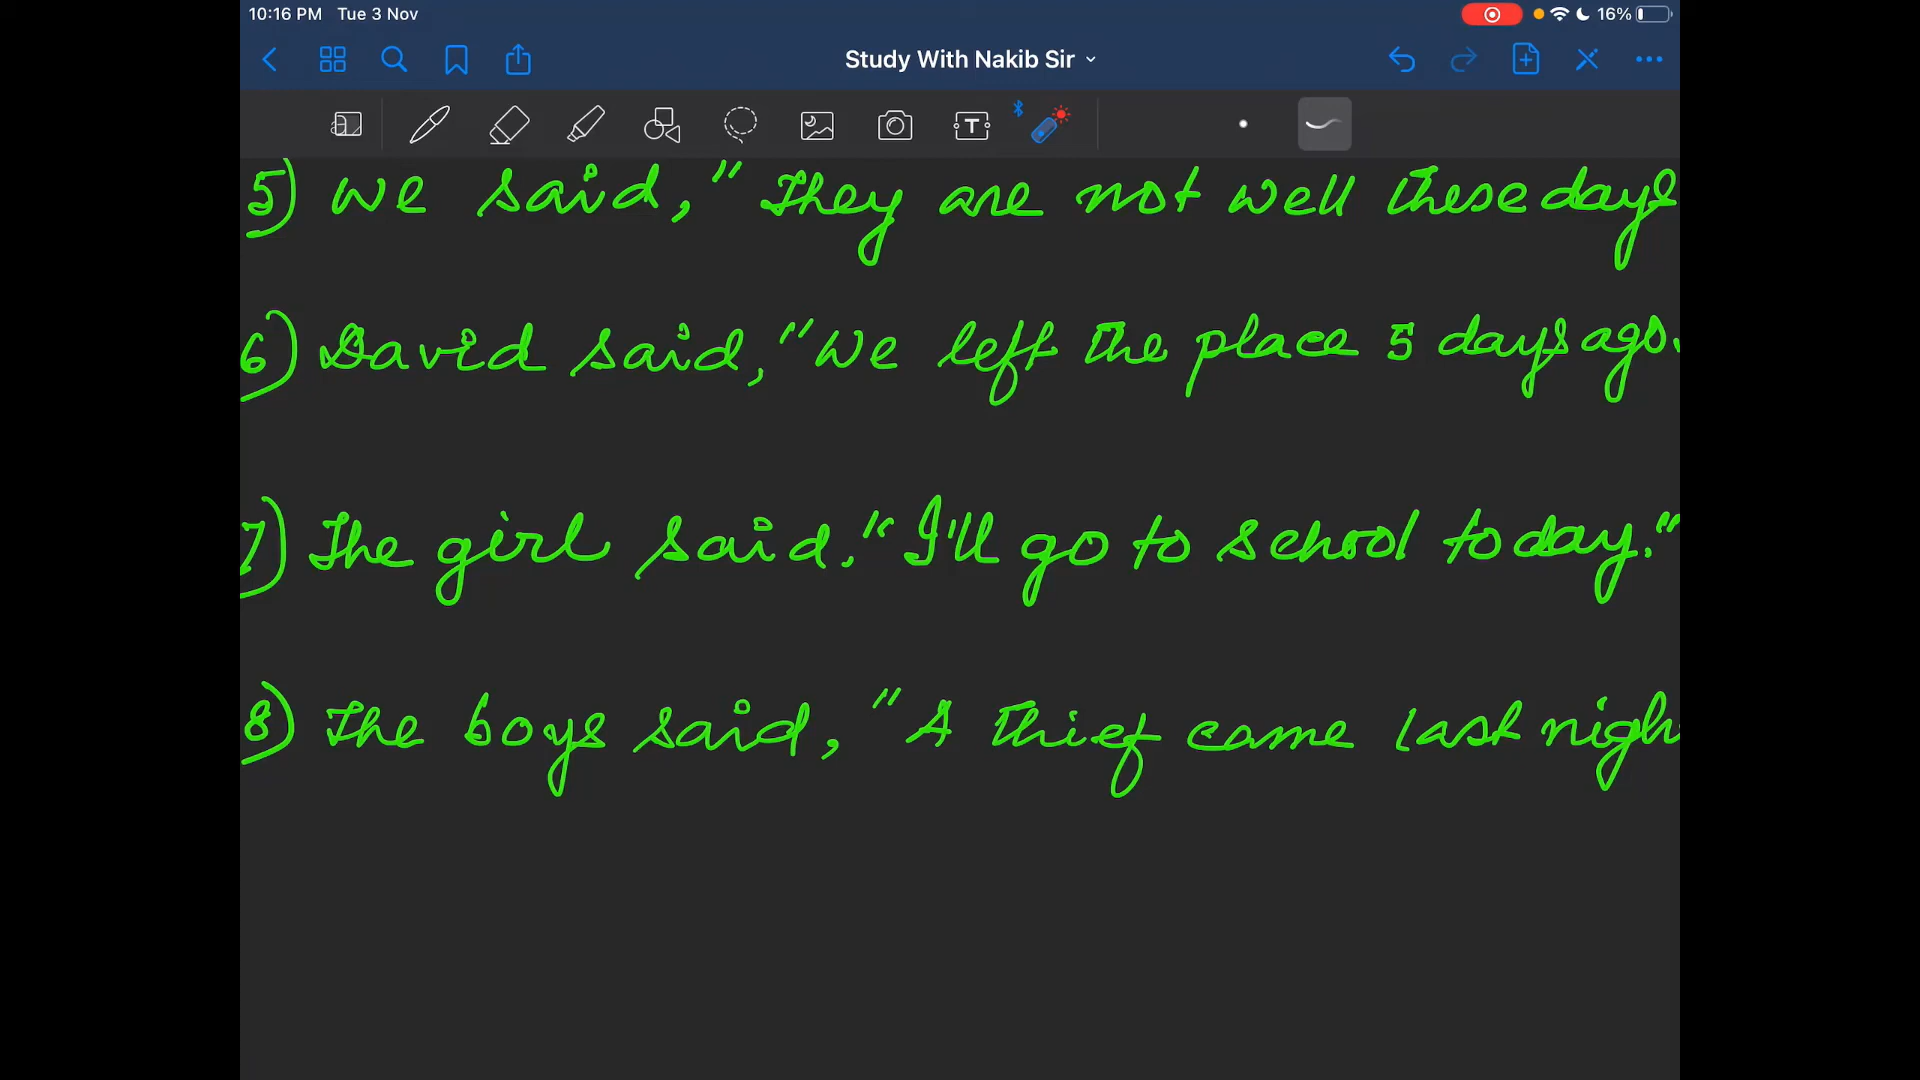 10:16 PM Tue 3 Nov
16%
Study With Nakib Sir
T
5) We said, "They are not well these days
6) David said, "We left the place 5 days ago.
7) The girl said, "I'll go to school today."
8) The boys said, "A thief came last nigh